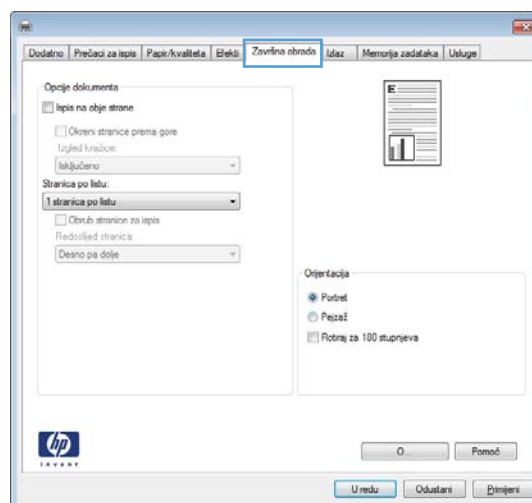 Dodatno Prečaci za ispis Papir/kvaliteta Efekti Završna obrada Izlaz Memorija zadataka Usluge
Opcije dokumenta
Ispis na obje strane
Okreni stranice prema gore
Izgled knjižice:
Isključeno
Stranica po listu:
1 stranica po listu
Obrub stranice za ispis
Redoslijed stranica:
Desno pa dolje
E
Orijentacija
Portret
Pejzaž
Rotiraj za 180 stupnjeva
hp
invent
O... Pomoć
U redu Odustani Primijeni